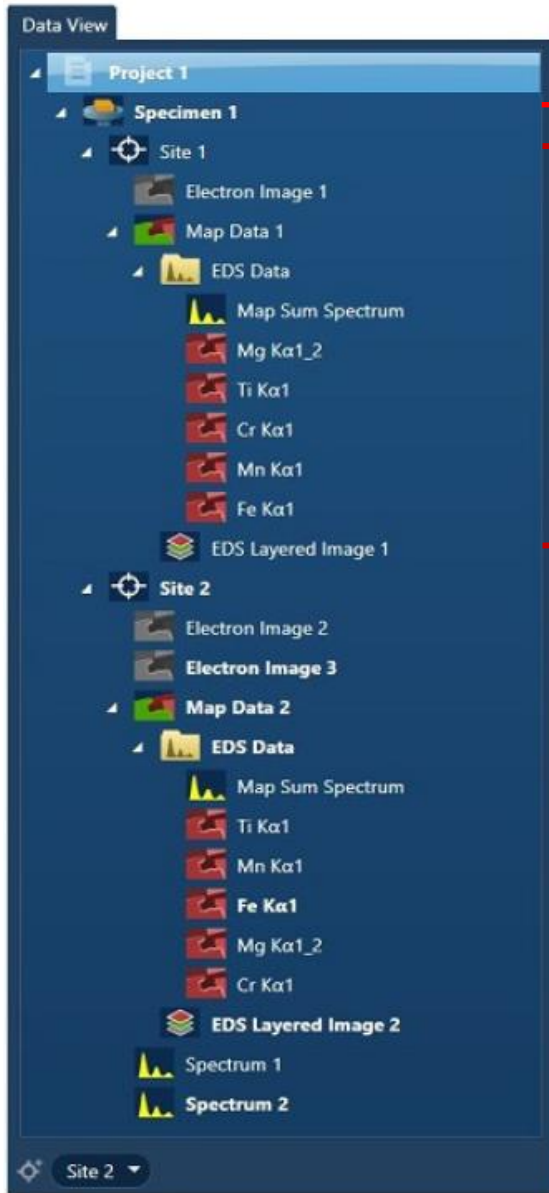 Data View
Project 1
Specimen 1
Site 1
Electron Image 1
Map Data 1
EDS Data
Map Sum Spectrum
Mg Kα1_2
Ti Kα1
Cr Kα1
Mn Kα1
Fe Kα1
EDS Layered Image 1
Site 2
Electron Image 2
Electron Image 3
Map Data 2
EDS Data
Map Sum Spectrum
Ti Kα1
Mn Kα1
Fe Kα1
Mg Kα1_2
Cr Kα1
EDS Layered Image 2
Spectrum 1
Spectrum 2
Site 2